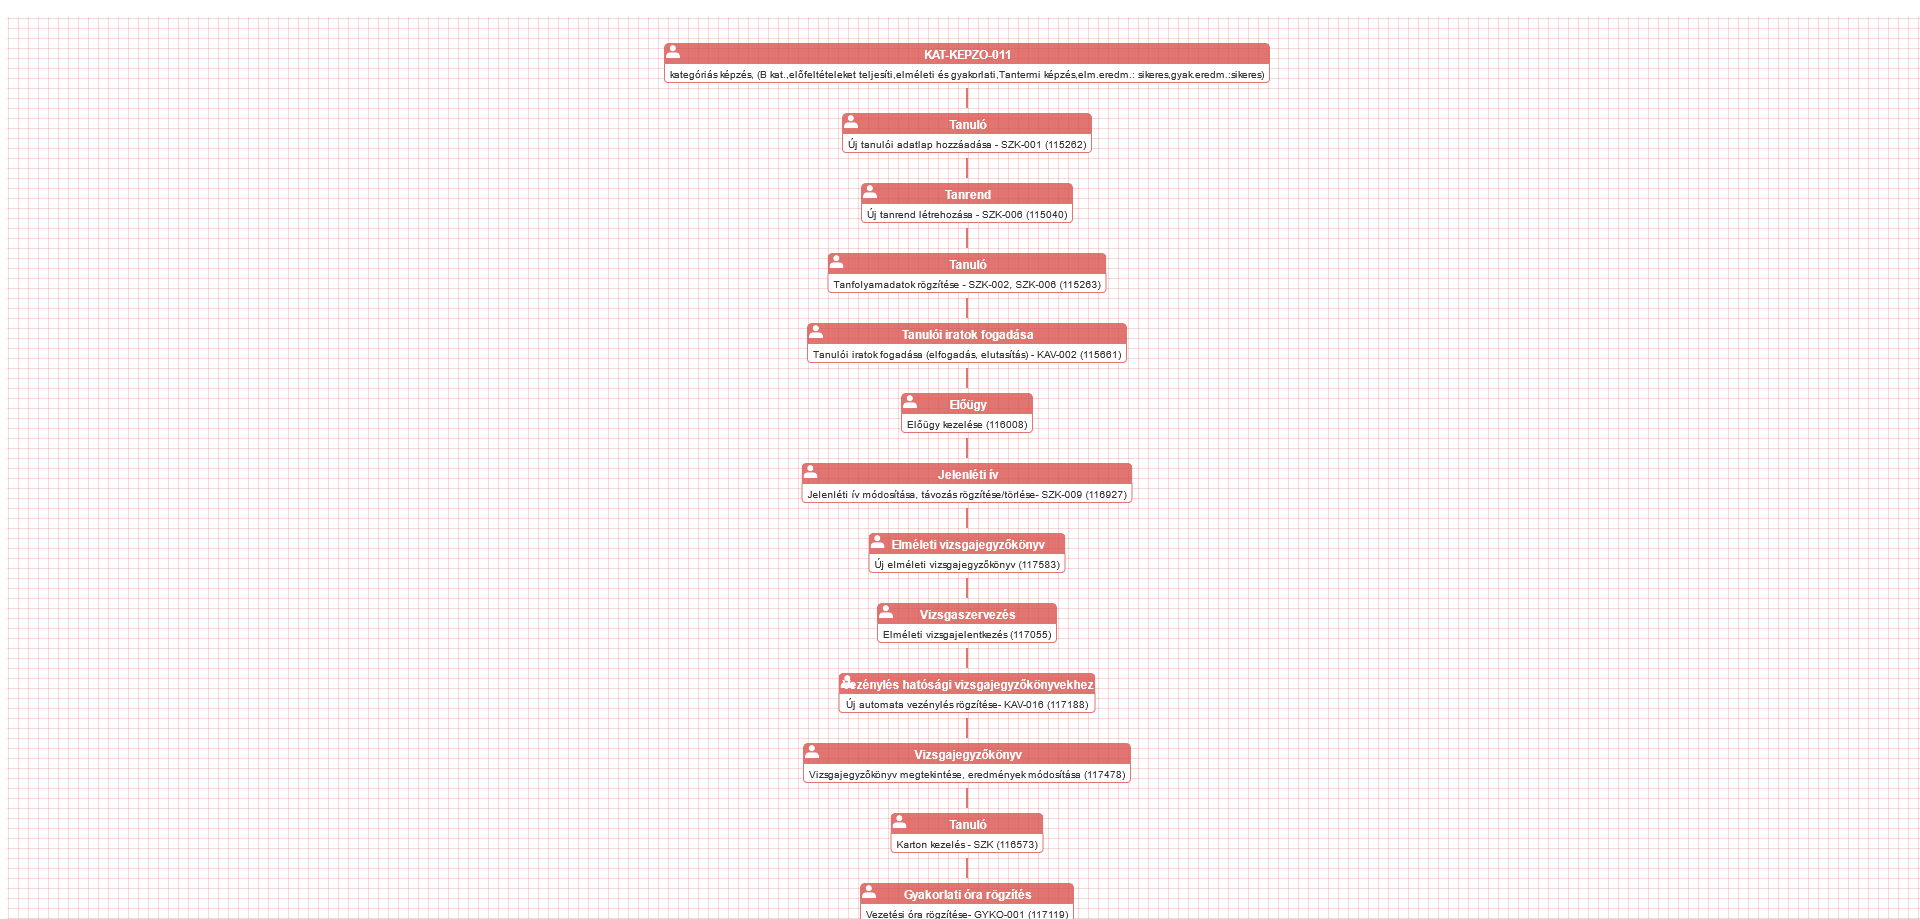 KAT-KEPZO-011
kategóriás képzés, (B kat.,előfeltételeket teljesíti,elméleti és gyakorlati,Tantermi képzés,elm.eredm.: sikeres,gyak.eredm.:sikeres)
Tanuló
Új tanulói adatlap hozzáadása - SZK-001 (115262)
Tanrend
Új tanrend létrehozása - SZK-006 (115040)
Tanuló
Tanfolyamadatok rögzítése - SZK-002, SZK-006 (115263)
Tanulói iratok fogadása
Tanulói iratok fogadása (elfogadás, elutasítás) - KAV-002 (115661)
Előügy
Előügy kezelése (116008)
Jelenléti ív
Jelenléti ív módosítása, távozás rögzítése/törlése- SZK-009 (116927)
Elméleti vizsgajegyzőkönyv
Új elméleti vizsgajegyzőkönyv (117583)
Vizsgaszervezés
Elméleti vizsgajelentkezés (117055)
Vezénylés hatósági vizsgajegyzőkönyvekhez
Új automata vezénylés rögzítése- KAV-016 (117188)
Vizsgajegyzőkönyv
Vizsgajegyzőkönyv megtekintése, eredmények módosítása (117478)
Tanuló
Karton kezelés - SZK (116573)
Gyakorlati óra rögzítés
Vezetési óra rögzítése- GYKO-001 (117119)